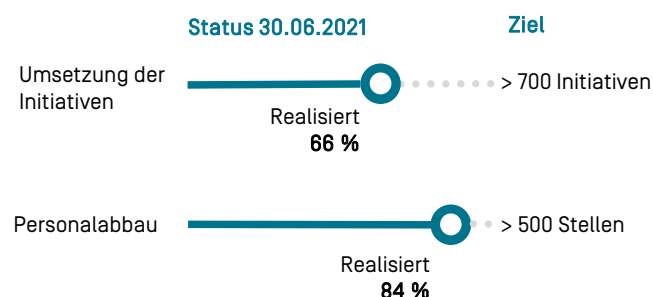 Status 30.06.2021
Ziel
Umsetzung der
Initiativen
> 700 Initiativen
Realisiert
66 %
Personalabbau
> 500 Stellen
Realisiert
84 %